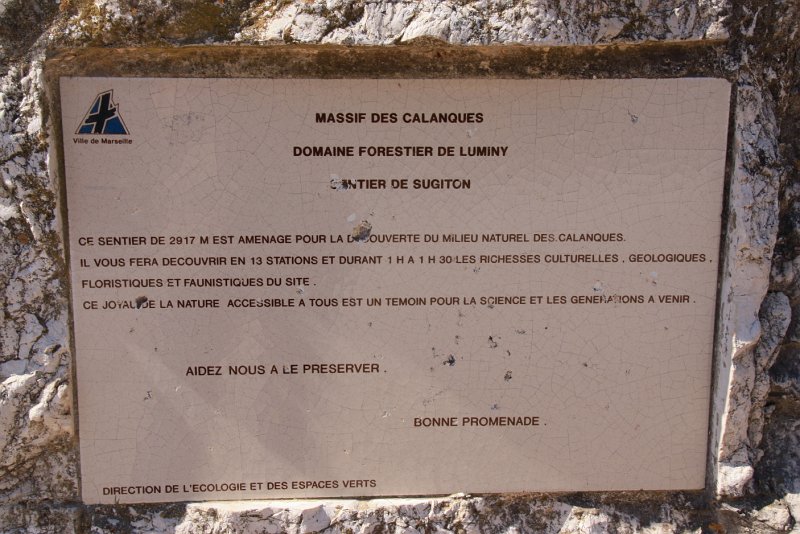 Ville de Marseille
MASSIF DES CALANQUES
DOMAINE FORESTIER DE LUMINY
SENTIER DE SUGITON
CE SENTIER DE 2917 M EST AMENAGE POUR LA DECOUVERTE DU MILIEU NATUREL DES CALANQUES.
IL VOUS FERA DECOUVRIR EN 13 STATIONS ET DURANT 1 H A 1 H 30 LES RICHESSES CULTURELLES , GEOLOGIQUES ,
FLORISTIQUES ET FAUNISTIQUES DU SITE .
CE JOYAU DE LA NATURE ACCESSIBLE A TOUS EST UN TEMOIN POUR LA SCIENCE ET LES GENERATIONS A VENIR .
AIDEZ NOUS A LE PRESERVER .
BONNE PROMENADE .
DIRECTION DE L'ECOLOGIE ET DES ESPACES VERTS